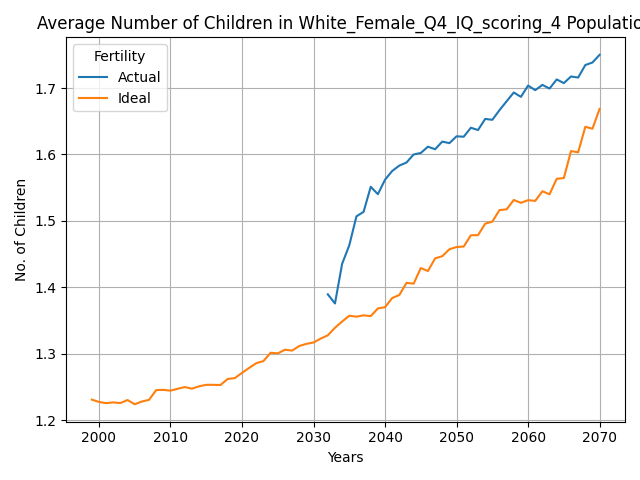 Average Number of Children in White_Female_Q4_IQ_scoring_4 Populatio
Fertility
Actual
Ideal
No. of Children
1.7
1.6
1.5
1.4
1.3
1.2
2000 2010 2020 2030 2040 2050 2060 2070
Years